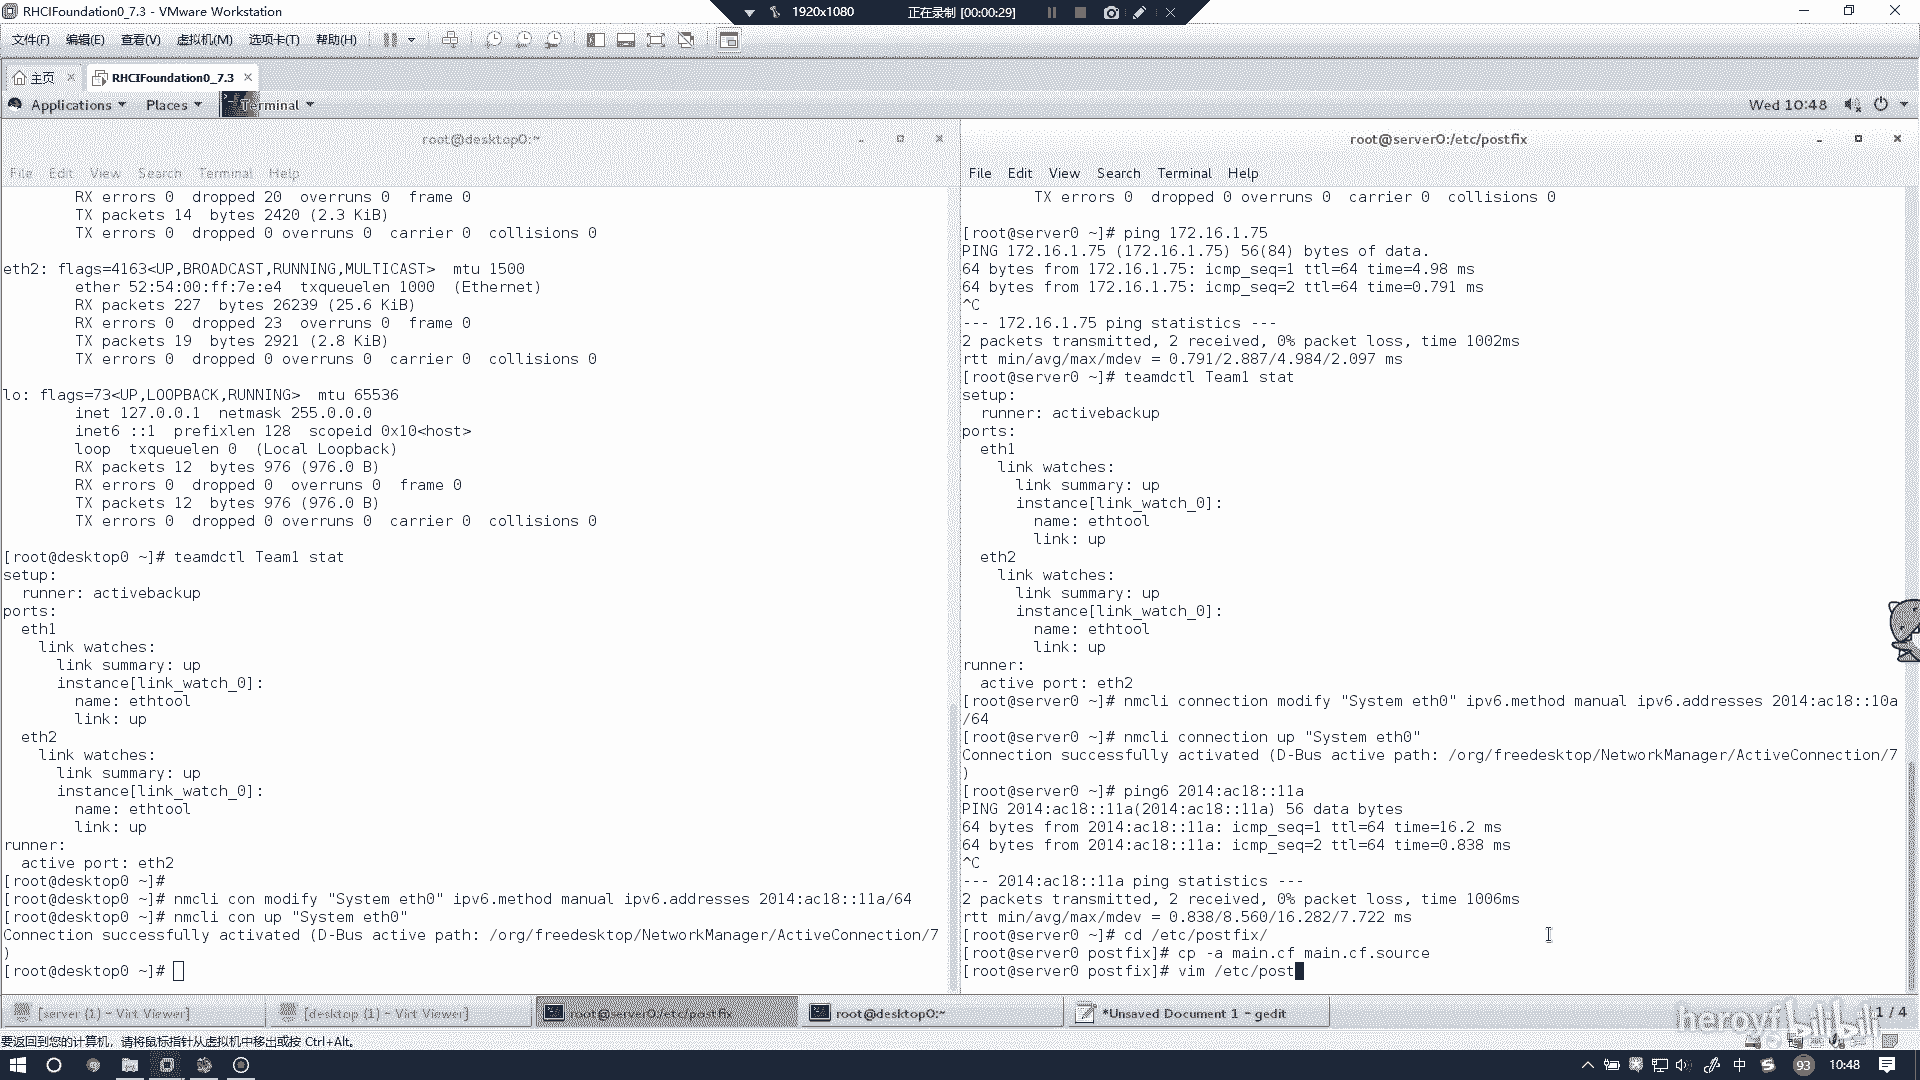 RHCIFoundation0_7.3 - VMware Workstation
1920x1080
正在录制 [00:00:29]
文件(F) 编辑(E) 查看(V) 虚拟机(M) 选项卡(T) 帮助(H)
主页
RHCIFoundation0_7.3
Applications Places Terminal
Wed 10:48
root@desktop0:~
File Edit View Search Terminal Help
RX errors 0  dropped 20  overruns 0  frame 0
TX packets 14  bytes 2420 (2.3 KiB)
TX errors 0  dropped 0 overruns 0  carrier 0  collisions 0
eth2: flags=4163<UP,BROADCAST,RUNNING,MULTICAST>  mtu 1500
ether 52:54:00:ff:7e:e4  txqueuelen 1000  (Ethernet)
RX packets 227  bytes 26239 (25.6 KiB)
RX errors 0  dropped 23  overruns 0  frame 0
TX packets 19  bytes 2921 (2.8 KiB)
TX errors 0  dropped 0 overruns 0  carrier 0  collisions 0
lo: flags=73<UP,LOOPBACK,RUNNING>  mtu 65536
inet 127.0.0.1  netmask 255.0.0.0
inet6 ::1  prefixlen 128  scopeid 0x10<host>
loop  txqueuelen 0  (Local Loopback)
RX packets 12  bytes 976 (976.0 B)
RX errors 0  dropped 0  overruns 0  frame 0
TX packets 12  bytes 976 (976.0 B)
TX errors 0  dropped 0 overruns 0  carrier 0  collisions 0
[root@desktop0 ~]# teamdctl Team1 stat
setup:
runner: activebackup
ports:
eth1
link watches:
link summary: up
instance[link_watch_0]:
name: ethtool
link: up
eth2
link watches:
link summary: up
instance[link_watch_0]:
name: ethtool
link: up
runner:
active port: eth2
[root@desktop0 ~]#
[root@desktop0 ~]# nmcli con modify "System eth0" ipv6.method manual ipv6.addresses 2014:ac18::11a/64
[root@desktop0 ~]# nmcli con up "System eth0"
Connection successfully activated (D-Bus active path: /org/freedesktop/NetworkManager/ActiveConnection/7
)
[root@desktop0 ~]#
root@server0:/etc/postfix
File Edit View Search Terminal Help
TX errors 0  dropped 0 overruns 0  carrier 0  collisions 0
[root@server0 ~]# ping 172.16.1.75
PING 172.16.1.75 (172.16.1.75) 56(84) bytes of data.
64 bytes from 172.16.1.75: icmp_seq=1 ttl=64 time=4.98 ms
64 bytes from 172.16.1.75: icmp_seq=2 ttl=64 time=0.791 ms
^C
--- 172.16.1.75 ping statistics ---
2 packets transmitted, 2 received, 0% packet loss, time 1002ms
rtt min/avg/max/mdev = 0.791/2.887/4.984/2.097 ms
[root@server0 ~]# teamdctl Team1 stat
setup:
runner: activebackup
ports:
eth1
link watches:
link summary: up
instance[link_watch_0]:
name: ethtool
link: up
eth2
link watches:
link summary: up
instance[link_watch_0]:
name: ethtool
link: up
runner:
active port: eth2
[root@server0 ~]# nmcli connection modify "System eth0" ipv6.method manual ipv6.addresses 2014:ac18::10a
/64
[root@server0 ~]# nmcli connection up "System eth0"
Connection successfully activated (D-Bus active path: /org/freedesktop/NetworkManager/ActiveConnection/7
)
[root@server0 ~]# ping6 2014:ac18::11a
PING 2014:ac18::11a(2014:ac18::11a) 56 data bytes
64 bytes from 2014:ac18::11a: icmp_seq=1 ttl=64 time=16.2 ms
64 bytes from 2014:ac18::11a: icmp_seq=2 ttl=64 time=0.838 ms
^C
--- 2014:ac18::11a ping statistics ---
2 packets transmitted, 2 received, 0% packet loss, time 1006ms
rtt min/avg/max/mdev = 0.838/8.560/16.282/7.722 ms
[root@server0 ~]# cd /etc/postfix/
[root@server0 postfix]# cp -a main.cf main.cf.source
[root@server0 postfix]# vim /etc/post
[server (1) - Virt Viewer]
[desktop (1) - Virt Viewer]
root@server0:/etc/postfix
root@desktop0:~
*Unsaved Document 1 - gedit
heroyf bilibili
1 / 4
要返回到您的计算机，请将鼠标指针从虚拟机中移出或按 Ctrl+Alt。
中
93
10:48